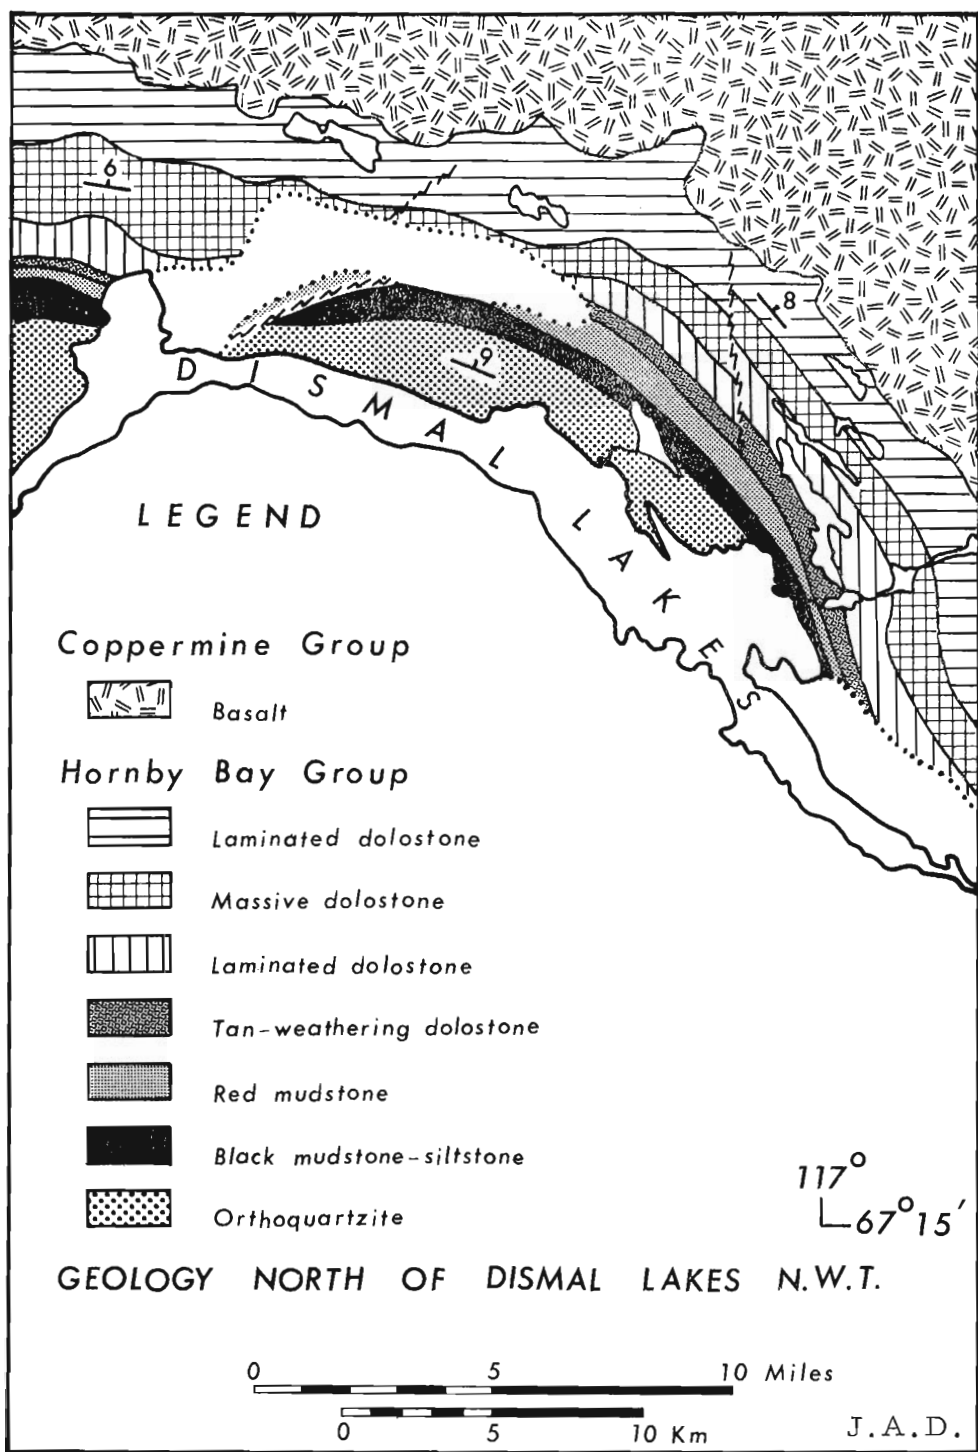 6
8
9
DISMAL LAKES
LEGEND
Coppermine Group
Basalt
Hornby Bay Group
Laminated dolostone
Massive dolostone
Laminated dolostone
Tan-weathering dolostone
Red mudstone
Black mudstone-siltstone
Orthoquartzite
117°
67° 15′
GEOLOGY NORTH OF DISMAL LAKES N.W.T.
0 5 10 Miles
0 5 10 Km
J.A.D.